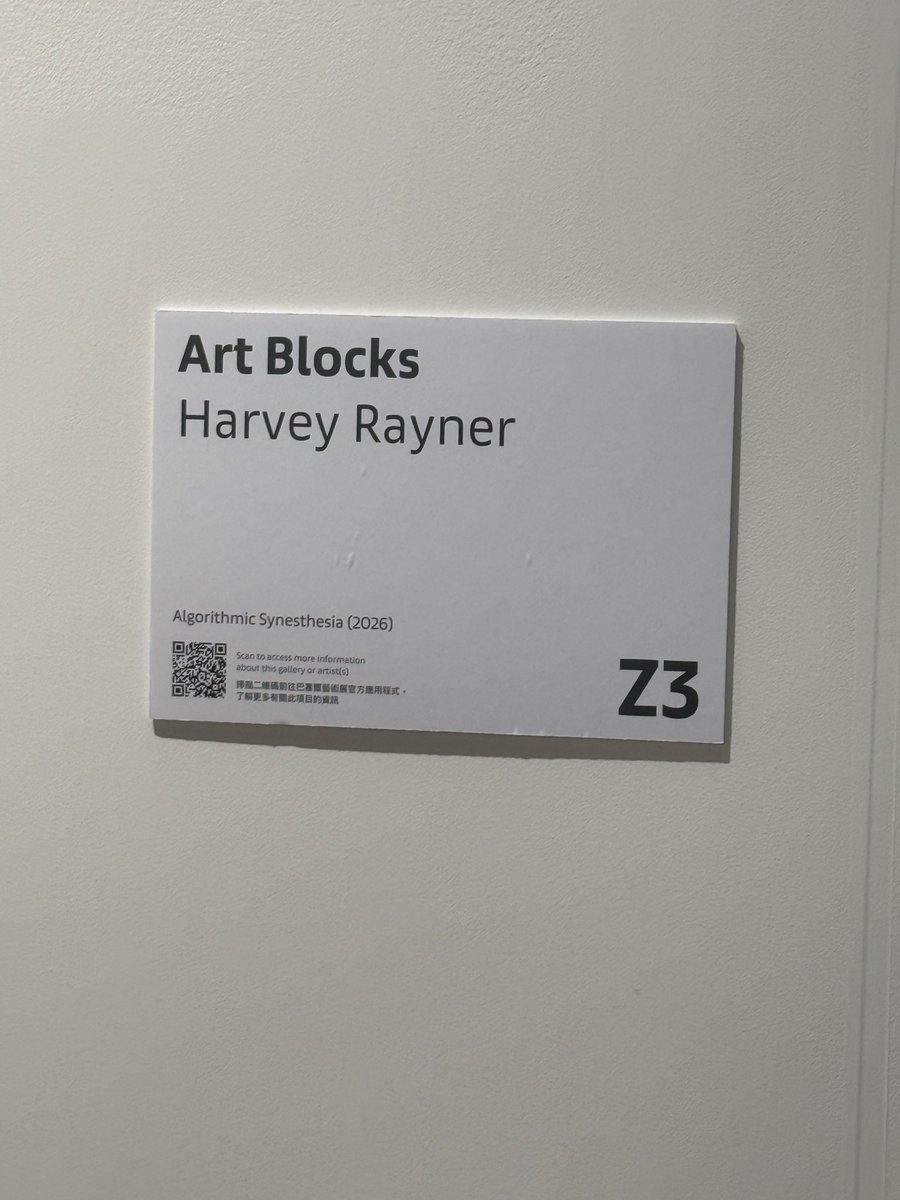 Art Blocks
Harvey Rayner
Algorithmic Synesthesia (2026)
Scan to access more information
about this gallery or artist(s)
掃描二維碼前往巴塞爾藝術展官方應用程式，
了解更多有關此項目的資訊
Z3